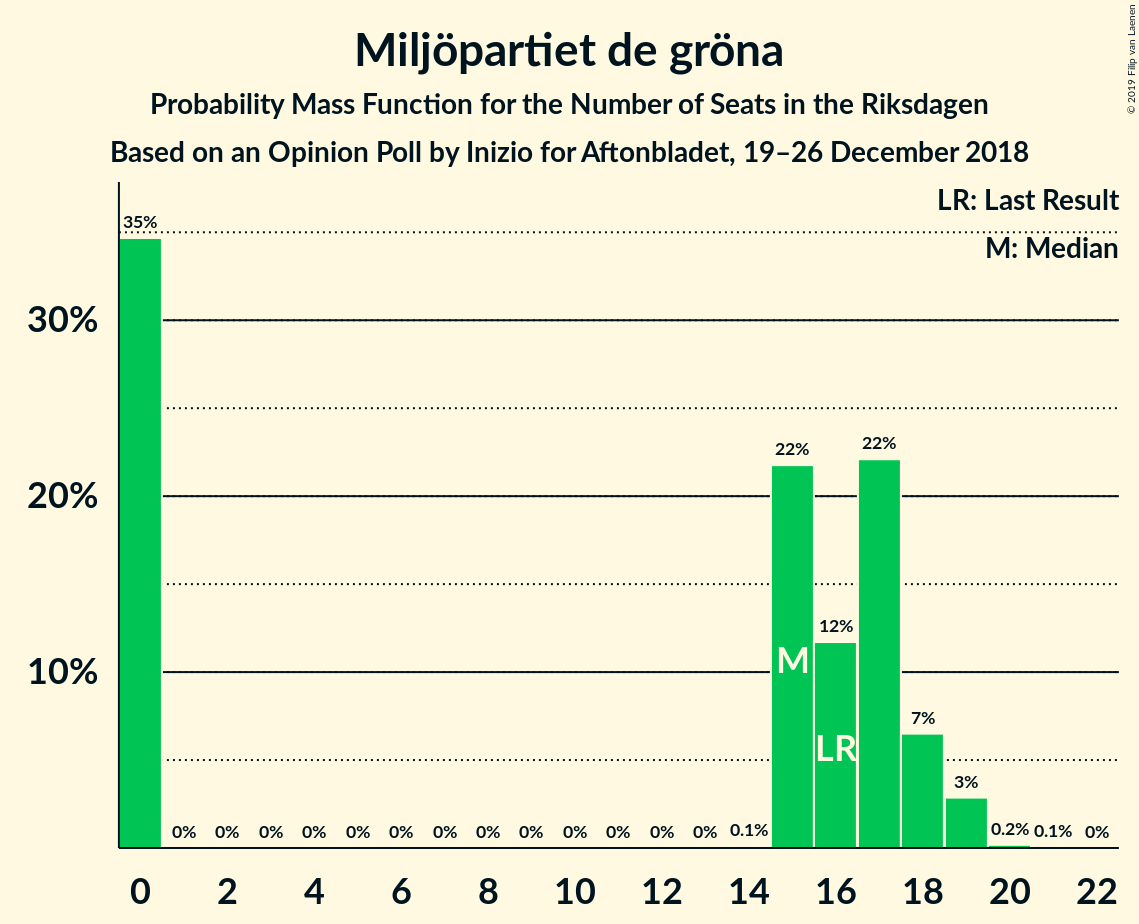 Miljöpartiet de gröna
Probability Mass Function for the Number of Seats in the Riksdagen
Based on an Opinion Poll by Inizio for Aftonbladet, 19–26 December 2018
© 2019 Filip van Laenen
LR: Last Result
M: Median
30%
20%
10%
35%
0%
0%
0%
0%
0%
0%
0%
0%
0%
0%
0%
0%
0%
0.1%
22%
12%
22%
7%
3%
0.2%
0.1%
0%
M
LR
0 2 4 6 8 10 12 14 16 18 20 22